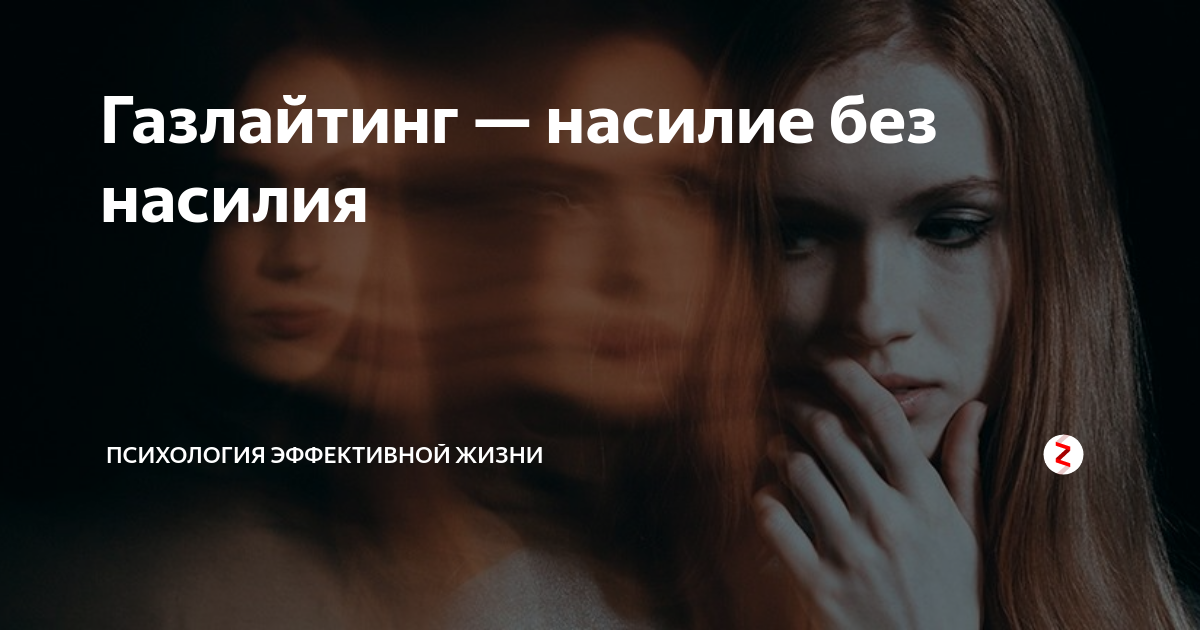 Газлайтинг — насилие без
насилия
ПСИХОЛОГИЯ ЭФФЕКТИВНОЙ ЖИЗНИ
Z